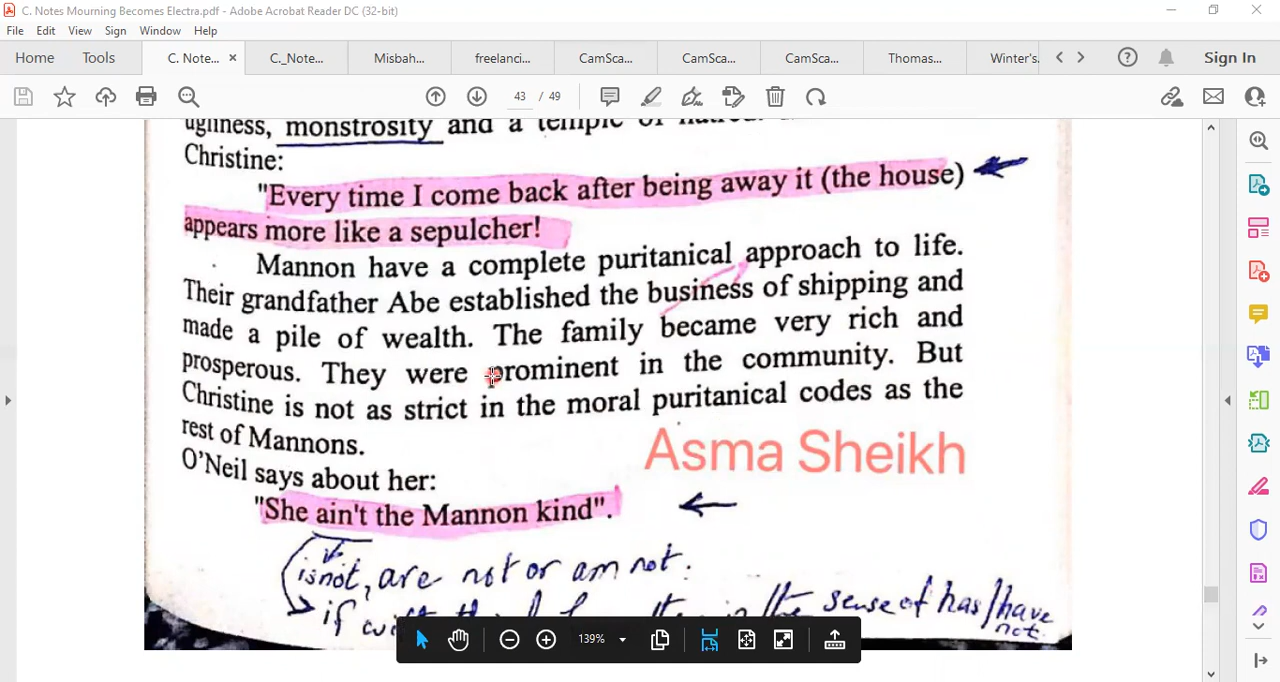 C. Notes Mourning Becomes Electra.pdf - Adobe Acrobat Reader DC (32-bit)
File Edit View Sign Window Help
Home Tools C. Note... × C._Note... Misbah... freelanci... CamSca... CamSca... CamSca... Thomas... Winter's. Sign In
43 / 49
ugliness, monstrosity and a temple of
Christine:
"Every time I come back after being away it (the house)
appears more like a sepulcher!
Mannon have a complete puritanical approach to life.
Their grandfather Abe established the business of shipping and
made a pile of wealth. The family became very rich and
prosperous. They were prominent in the community. But
Christine is not as strict in the moral puritanical codes as the
rest of Mannons.
Asma Sheikh
O'Neil says about her:
"She ain't the Mannon kind".
is not, are not or am not.
if in the sense of has/have
not.
139%